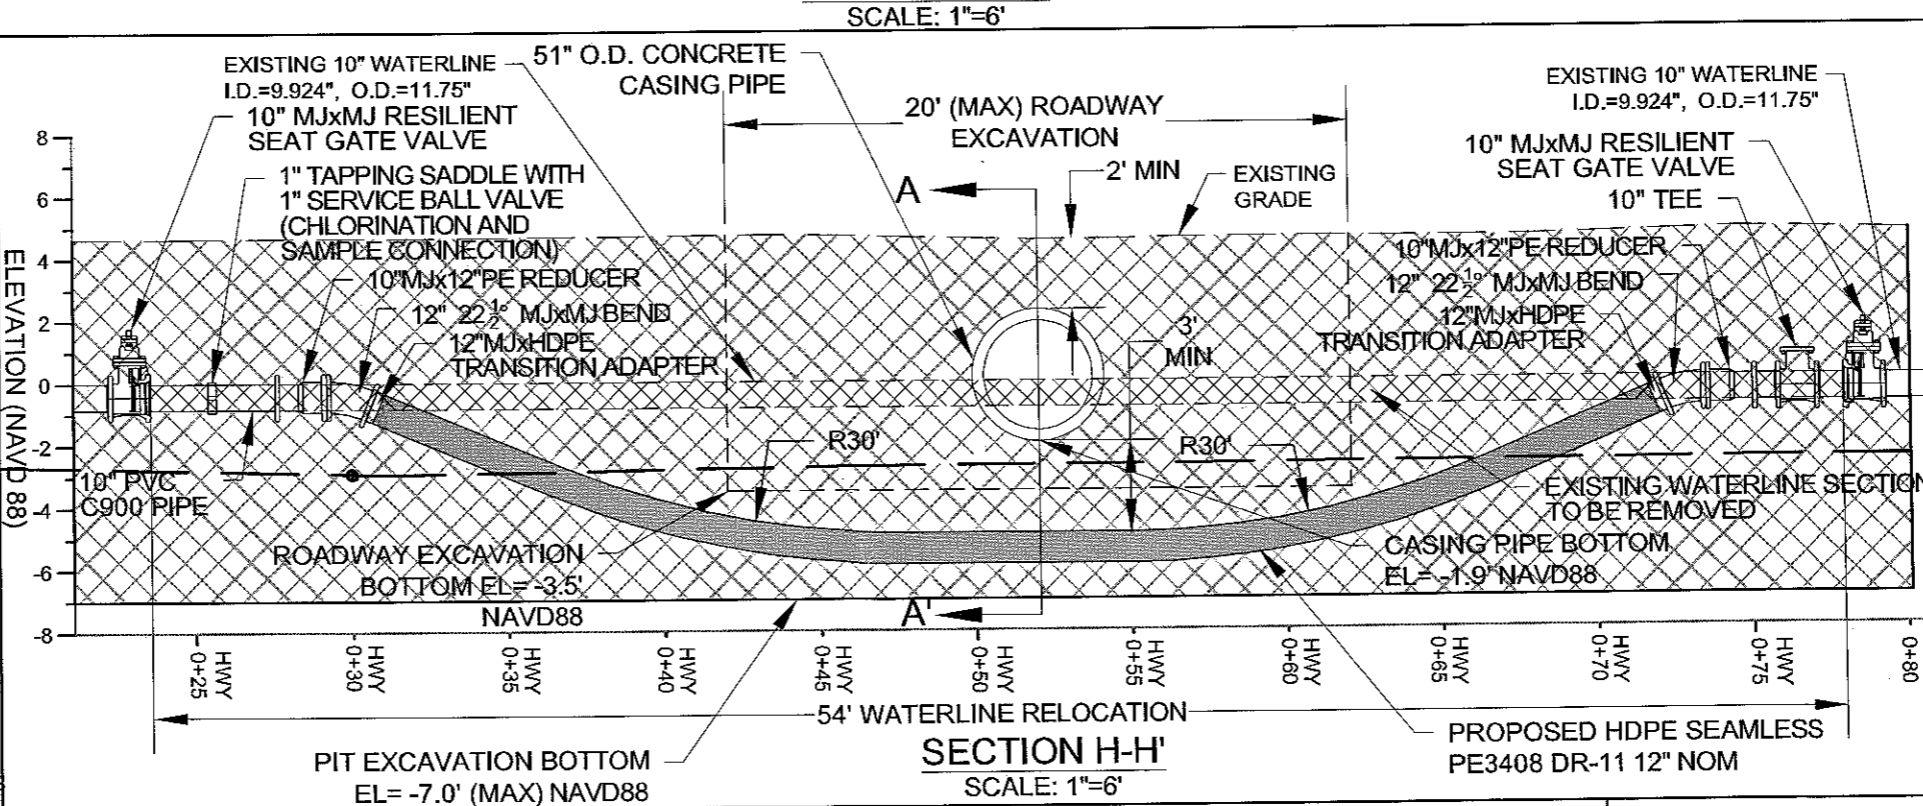 SCALE: 1"=6'
EXISTING 10" WATERLINE
I.D.=9.924", O.D.=11.75"
10" MJxMJ RESILIENT
SEAT GATE VALVE
1" TAPPING SADDLE WITH
1" SERVICE BALL VALVE
(CHLORINATION AND
SAMPLE CONNECTION)
10"MJx12"PE REDUCER
12" 22 1/2° MJxMJ BEND
12"MJxHDPE
TRANSITION ADAPTER
51" O.D. CONCRETE
CASING PIPE
20' (MAX) ROADWAY
EXCAVATION
A
2' MIN
EXISTING
GRADE
EXISTING 10" WATERLINE
I.D.=9.924", O.D.=11.75"
10" MJxMJ RESILIENT
SEAT GATE VALVE
10" TEE
10"MJx12"PE REDUCER
12" 22 1/2° MJxMJ BEND
12"MJxHDPE
TRANSITION ADAPTER
3'
MIN
ELEVATION (NAVD 88)
8
6
4
2
0
-2
-4
-6
-8
R30'
R30'
10" PVC
C900 PIPE
EXISTING WATERLINE SECTION
TO BE REMOVED
ROADWAY EXCAVATION
BOTTOM EL= -3.5'
NAVD88
CASING PIPE BOTTOM
EL= -1.9' NAVD88
A'
HWY
0+25
HWY
0+30
HWY
0+35
HWY
0+40
HWY
0+45
HWY
0+50
HWY
0+55
HWY
0+60
HWY
0+65
HWY
0+70
HWY
0+75
0+80
54' WATERLINE RELOCATION
PIT EXCAVATION BOTTOM
EL= -7.0' (MAX) NAVD88
SECTION H-H'
SCALE: 1"=6'
PROPOSED HDPE SEAMLESS
PE3408 DR-11 12" NOM